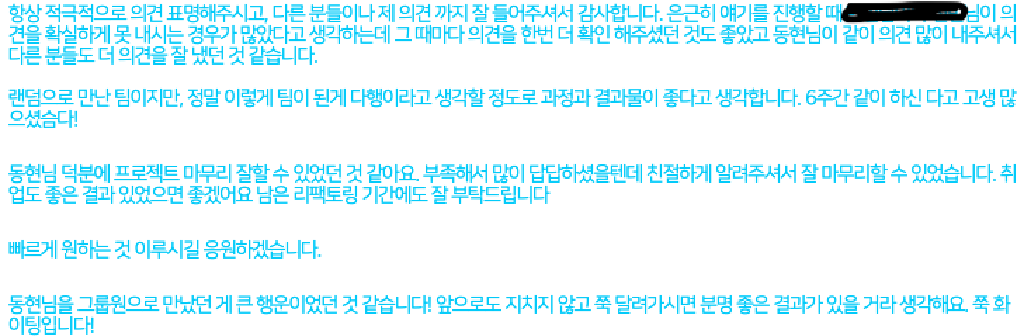 항상 적극적으로 의견 표명해주시고, 다른 분들이나 제 의견 까지 잘 들어주셔서 감사합니다. 은근히 얘기를 진행할 때 님이 의
견을 확실하게 못 내시는 경우가 많았다고 생각하는데 그 때마다 의견을 한번 더 확인 해주셨던 것도 좋았고 동현님이 같이 의견 많이 내주셔서
다른 분들도 더 의견을 잘 냈던 것 같습니다.
랜덤으로 만난 팀이지만, 정말 이렇게 팀이 된게 다행이라고 생각할 정도로 과정과 결과물이 좋다고 생각합니다. 6주간 같이 하신 다고 고생 많
으셨슴다!
동현님 덕분에 프로젝트 마무리 잘할 수 있었던 것 같아요. 부족해서 많이 답답하셨을텐데 친절하게 알려주셔서 잘 마무리할 수 있었습니다. 취
업도 좋은 결과 있었으면 좋겠어요 남은 리팩토링 기간에도 잘 부탁드립니다
빠르게 원하는 것 이루시길 응원하겠습니다.
동현님을 그룹원으로 만났던 게 큰 행운이었던 것 같습니다! 앞으로도 지치지 않고 쭉 달려가시면 분명 좋은 결과가 있을 거라 생각해요. 쭉 화
이팅입니다!